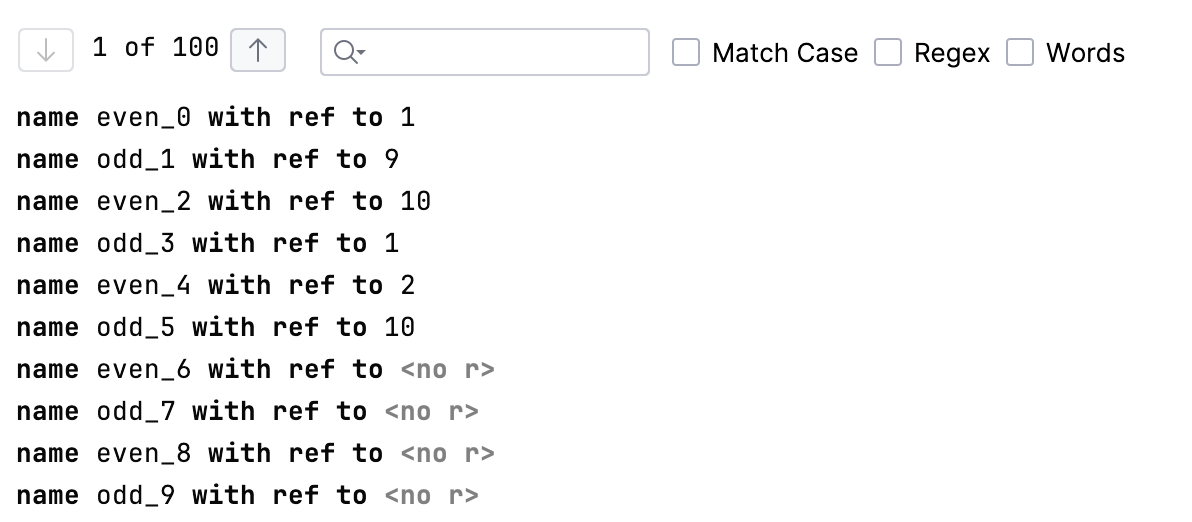 1 of 100 Match Case Regex Words
name even_0 with ref to 1
name odd_1 with ref to 9
name even_2 with ref to 10
name odd_3 with ref to 1
name even_4 with ref to 2
name odd_5 with ref to 10
name even_6 with ref to <no r>
name odd_7 with ref to <no r>
name even_8 with ref to <no r>
name odd_9 with ref to <no r>